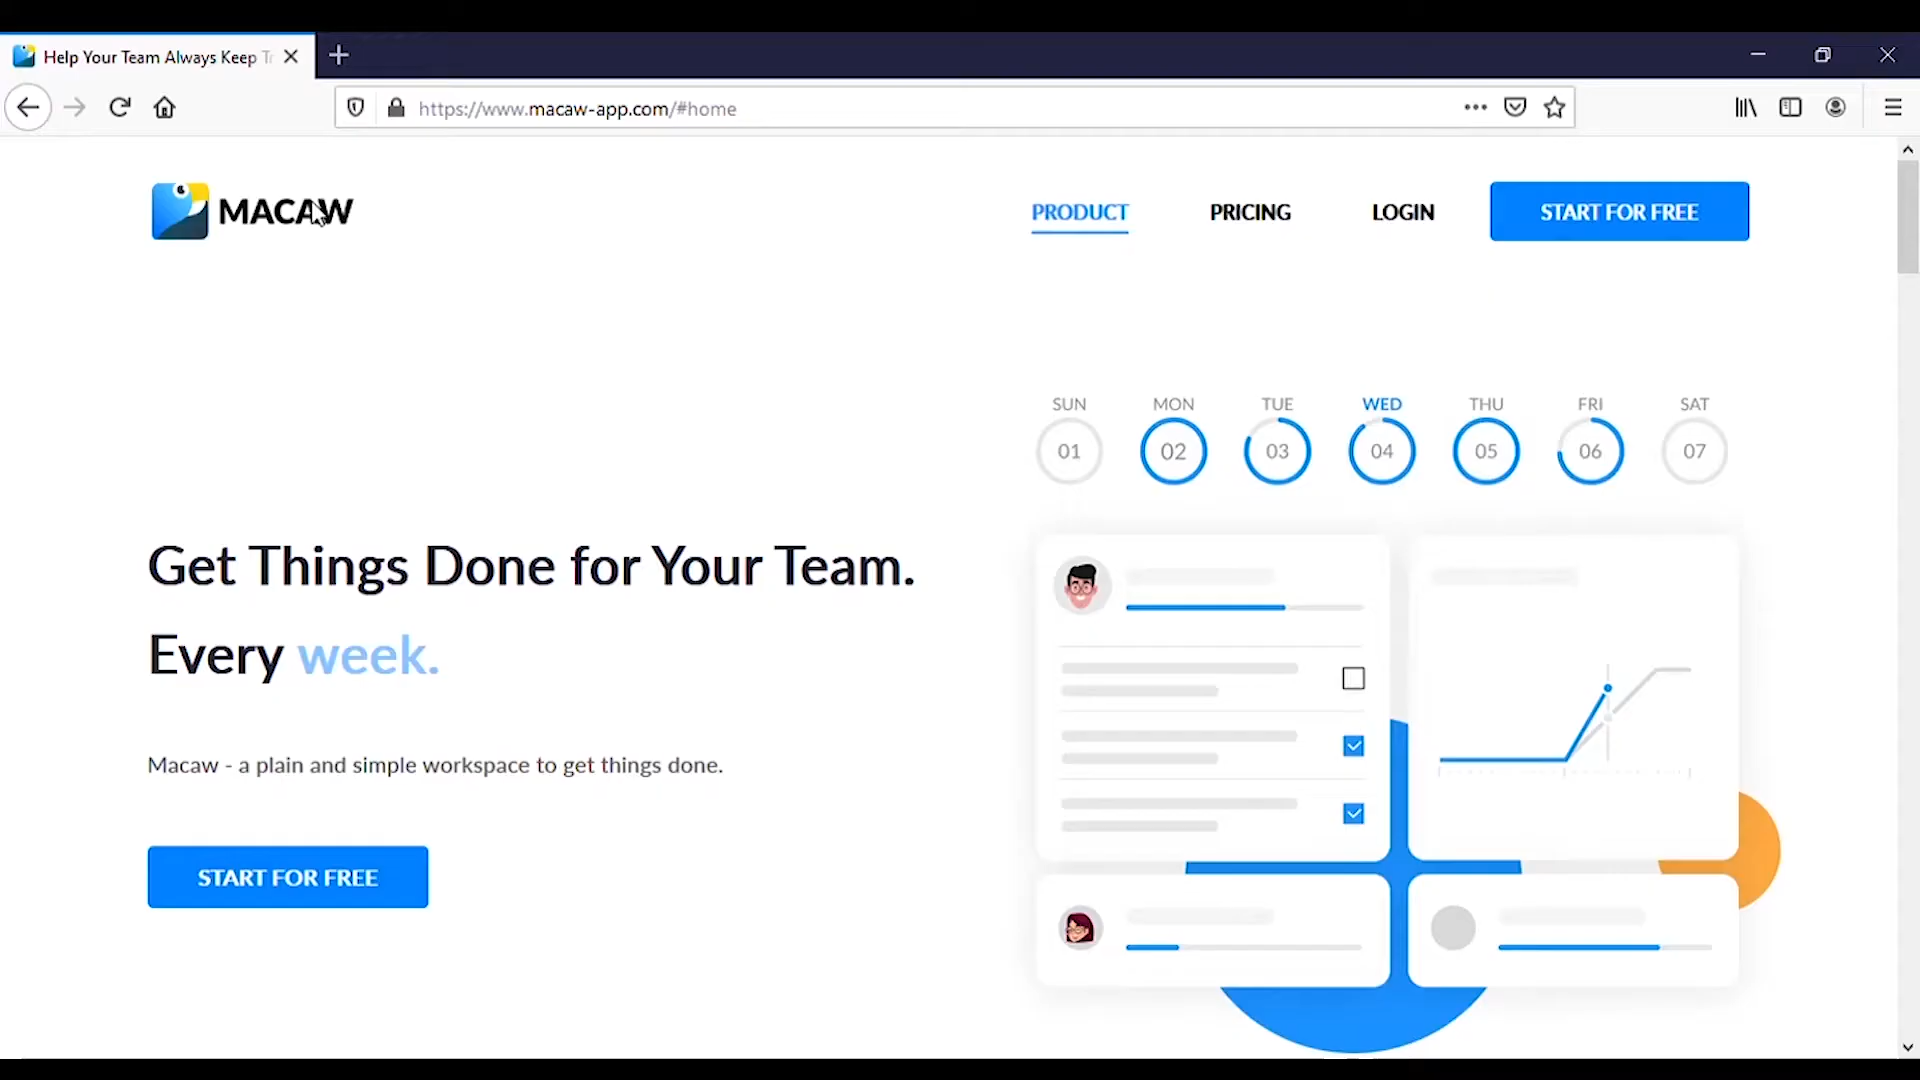 Help Your Team Always Keep Tr
https://www.macaw-app.com/#home
MACAW
PRODUCT
PRICING
LOGIN
START FOR FREE
SUN MON TUE WED THU FRI SAT
01 02 03 04 05 06 07
Get Things Done for Your Team.
Every week.
Macaw - a plain and simple workspace to get things done.
START FOR FREE